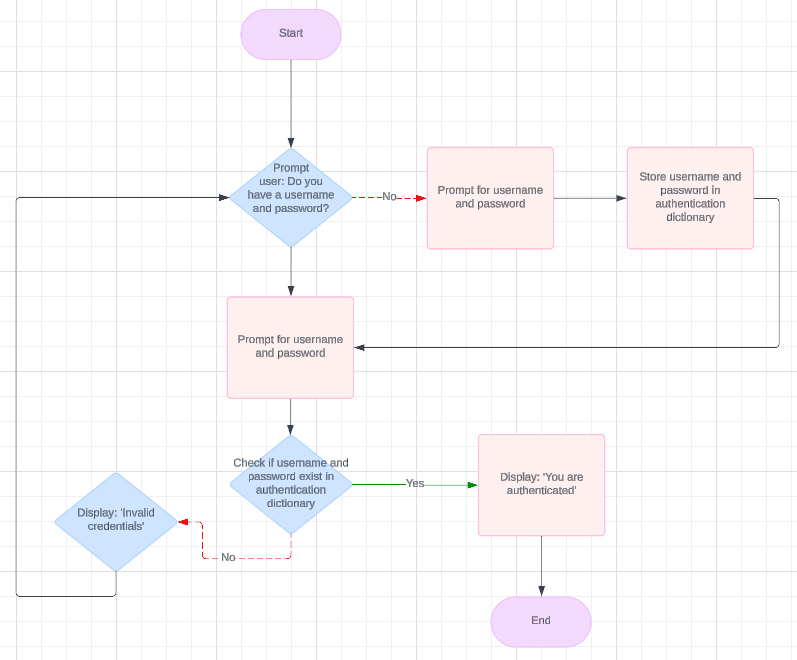 Start
Prompt
user: Do you
have a username
and password?
No
Prompt for username
and password
Store username and
password in
authentication
dictionary
Prompt for username
and password
Check if username and
password exist in
authentication
dictionary
Yes
Display: 'You are
authenticated'
Display: 'Invalid
credentials'
No
End